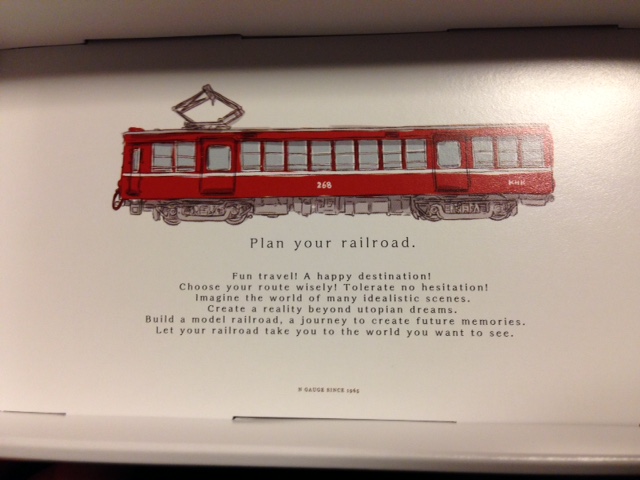 268
Plan your railroad.
Fun travel! A happy destination!
Choose your route wisely! Tolerate no hesitation!
Imagine the world of many idealistic scenes.
Create a reality beyond utopian dreams.
Build a model railroad, a journey to create future memories.
Let your railroad take you to the world you want to see.
N GAUGE SINCE 1965